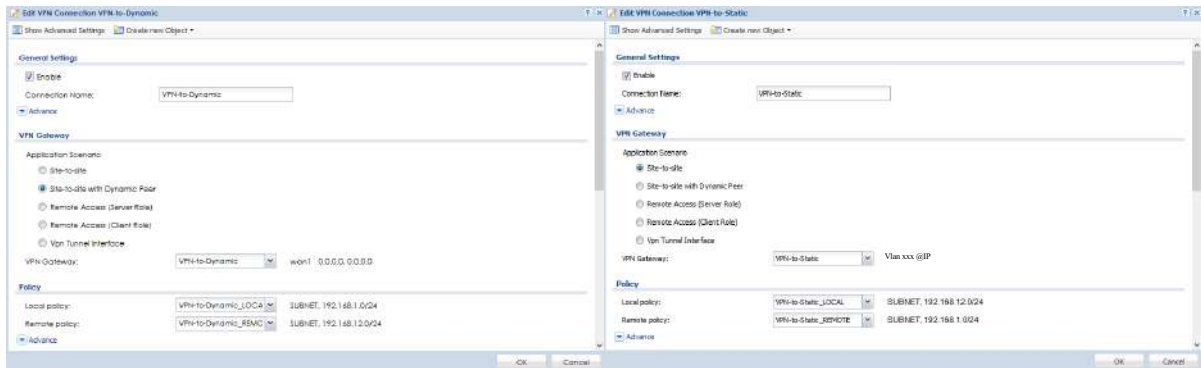 Edit VPN Connection VPN-to-Dynamic
Show Advanced Settings Create new Object
General Settings
Enable
Connection Name: VPN-to-Dynamic
Advance
VPN Gateway
Application Scenario
Site-to-site
Site-to-site with Dynamic Peer
Remote Access (Server Role)
Remote Access (Client Role)
Vpn Tunnel Interface
VPN Gateway: VPN-to-Dynamic wan1 0.0.0.0, 0.0.0.0
Policy
Local policy: VPN-to-Dynamic_LOCA SUBNET, 192.168.1.0/24
Remote policy: VPN-to-Dynamic_REMO SUBNET, 192.168.12.0/24
Advance
OK Cancel
Edit VPN Connection VPN-to-Static
Show Advanced Settings Create new Object
General Settings
Enable
Connection Name: VPN-to-Static
Advance
VPN Gateway
Application Scenario
Site-to-site
Site-to-site with Dynamic Peer
Remote Access (Server Role)
Remote Access (Client Role)
Vpn Tunnel Interface
VPN Gateway: VPN-to-Static Vlan xxx @IP
Policy
Local policy: VPN-to-Static_LOCAL SUBNET, 192.168.12.0/24
Remote policy: VPN-to-Static_REMOTE SUBNET, 192.168.1.0/24
Advance
OK Cancel